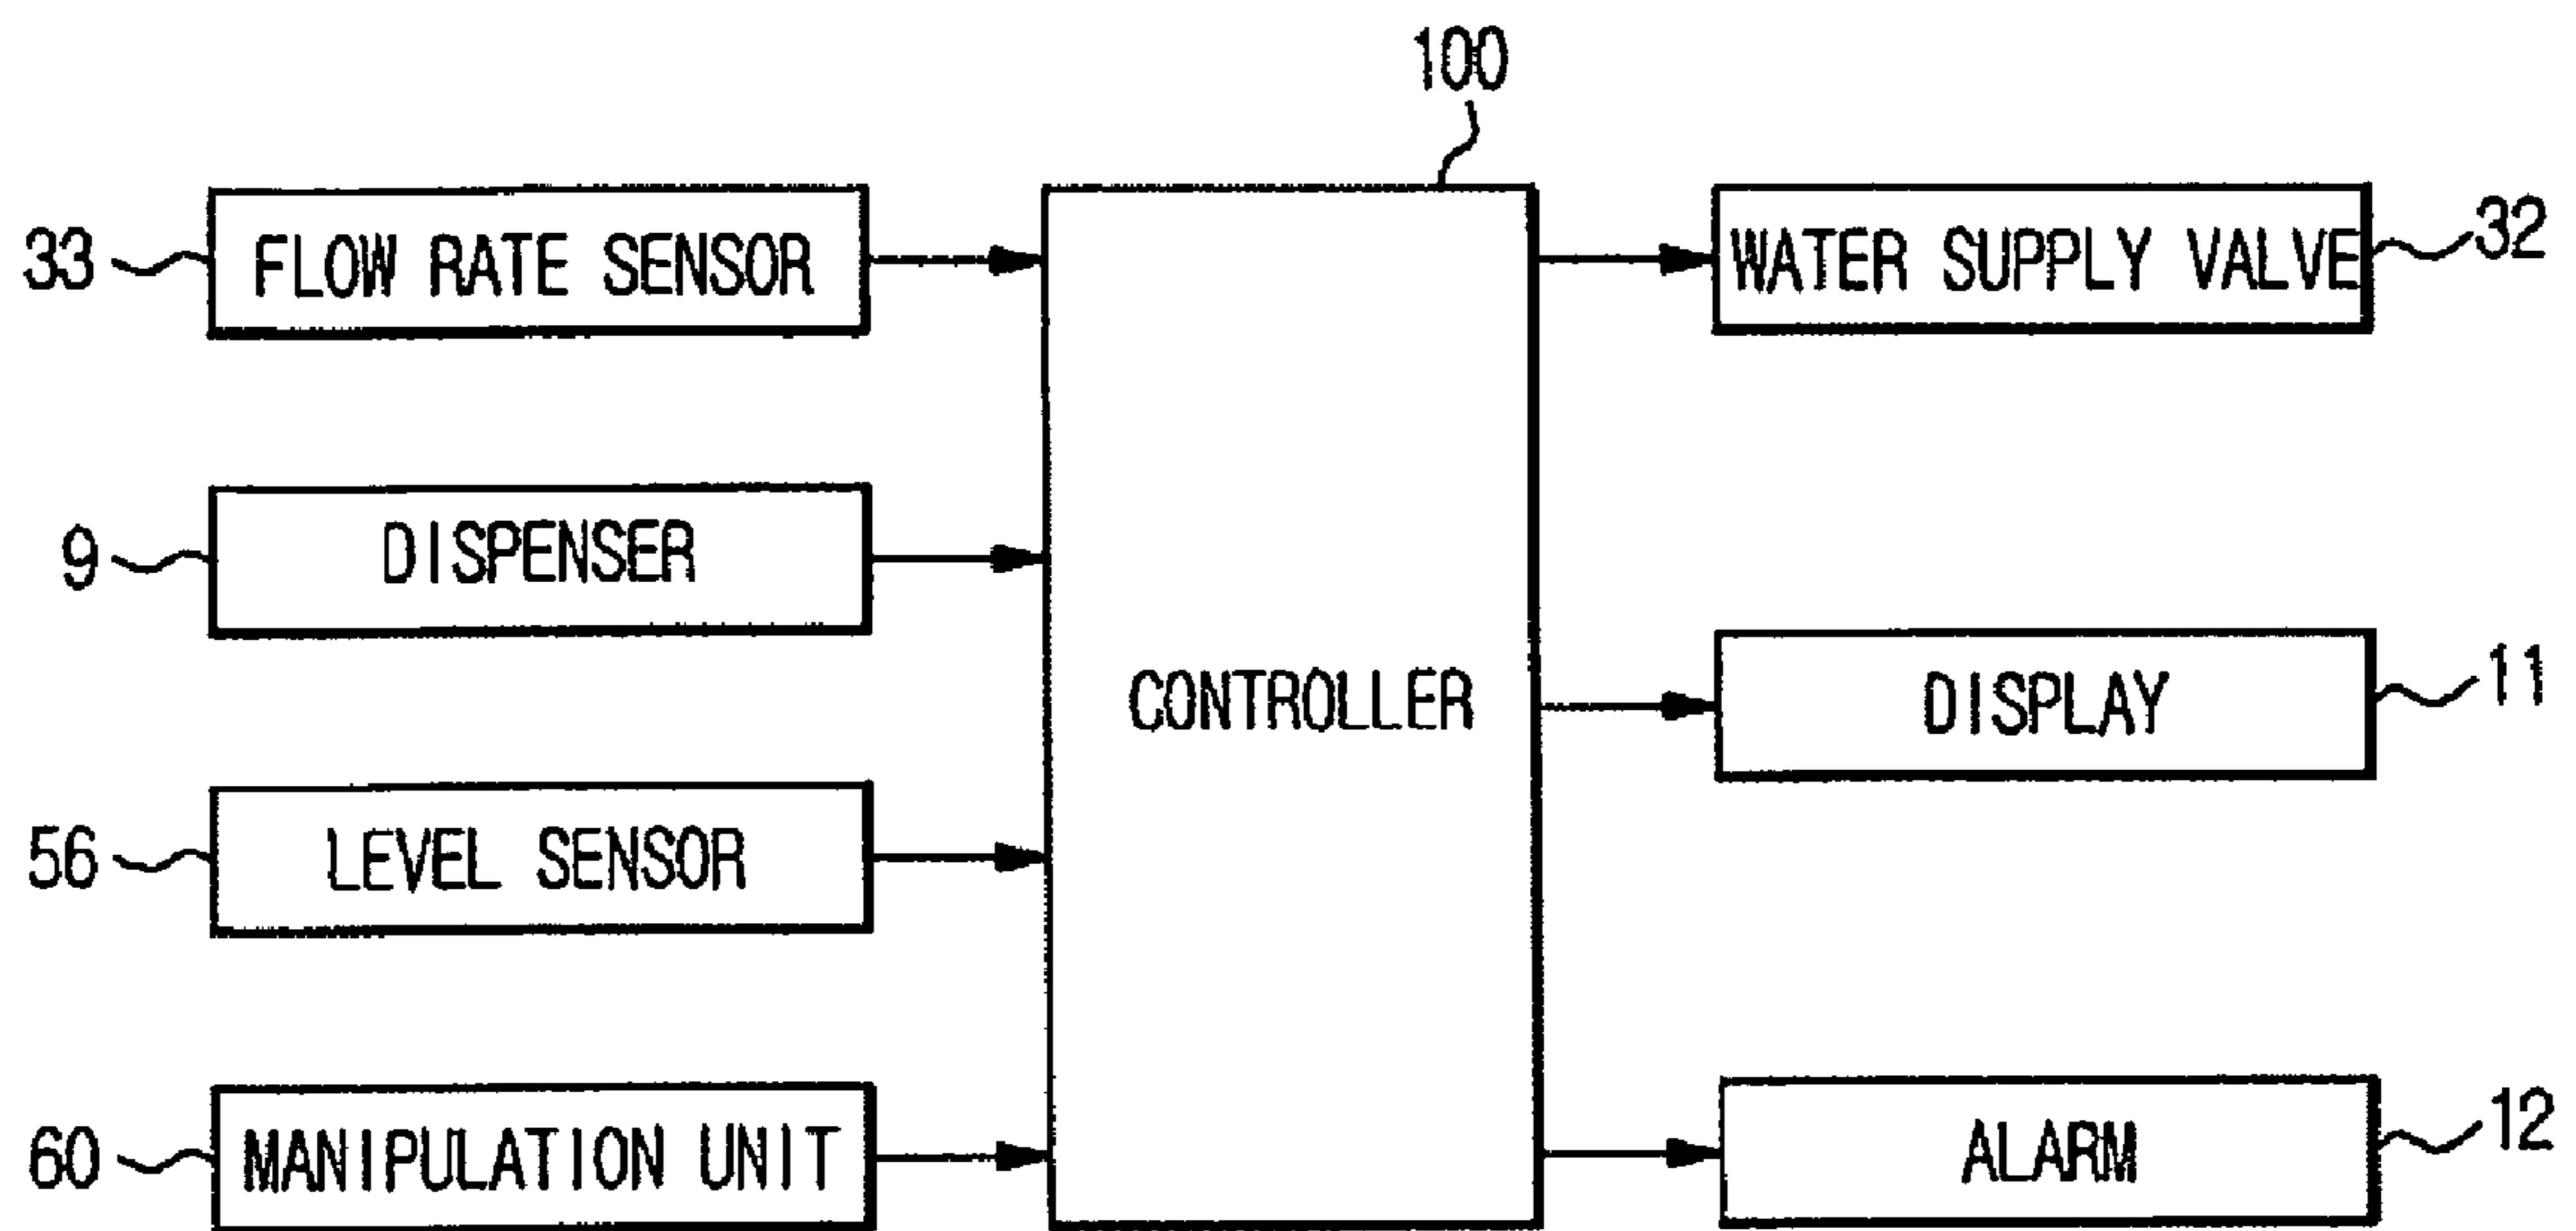 100
33 FLOW RATE SENSOR
WATER SUPPLY VALVE 32
9 DISPENSER
CONTROLLER
DISPLAY 11
56 LEVEL SENSOR
60 MANIPULATION UNIT
ALARM 12